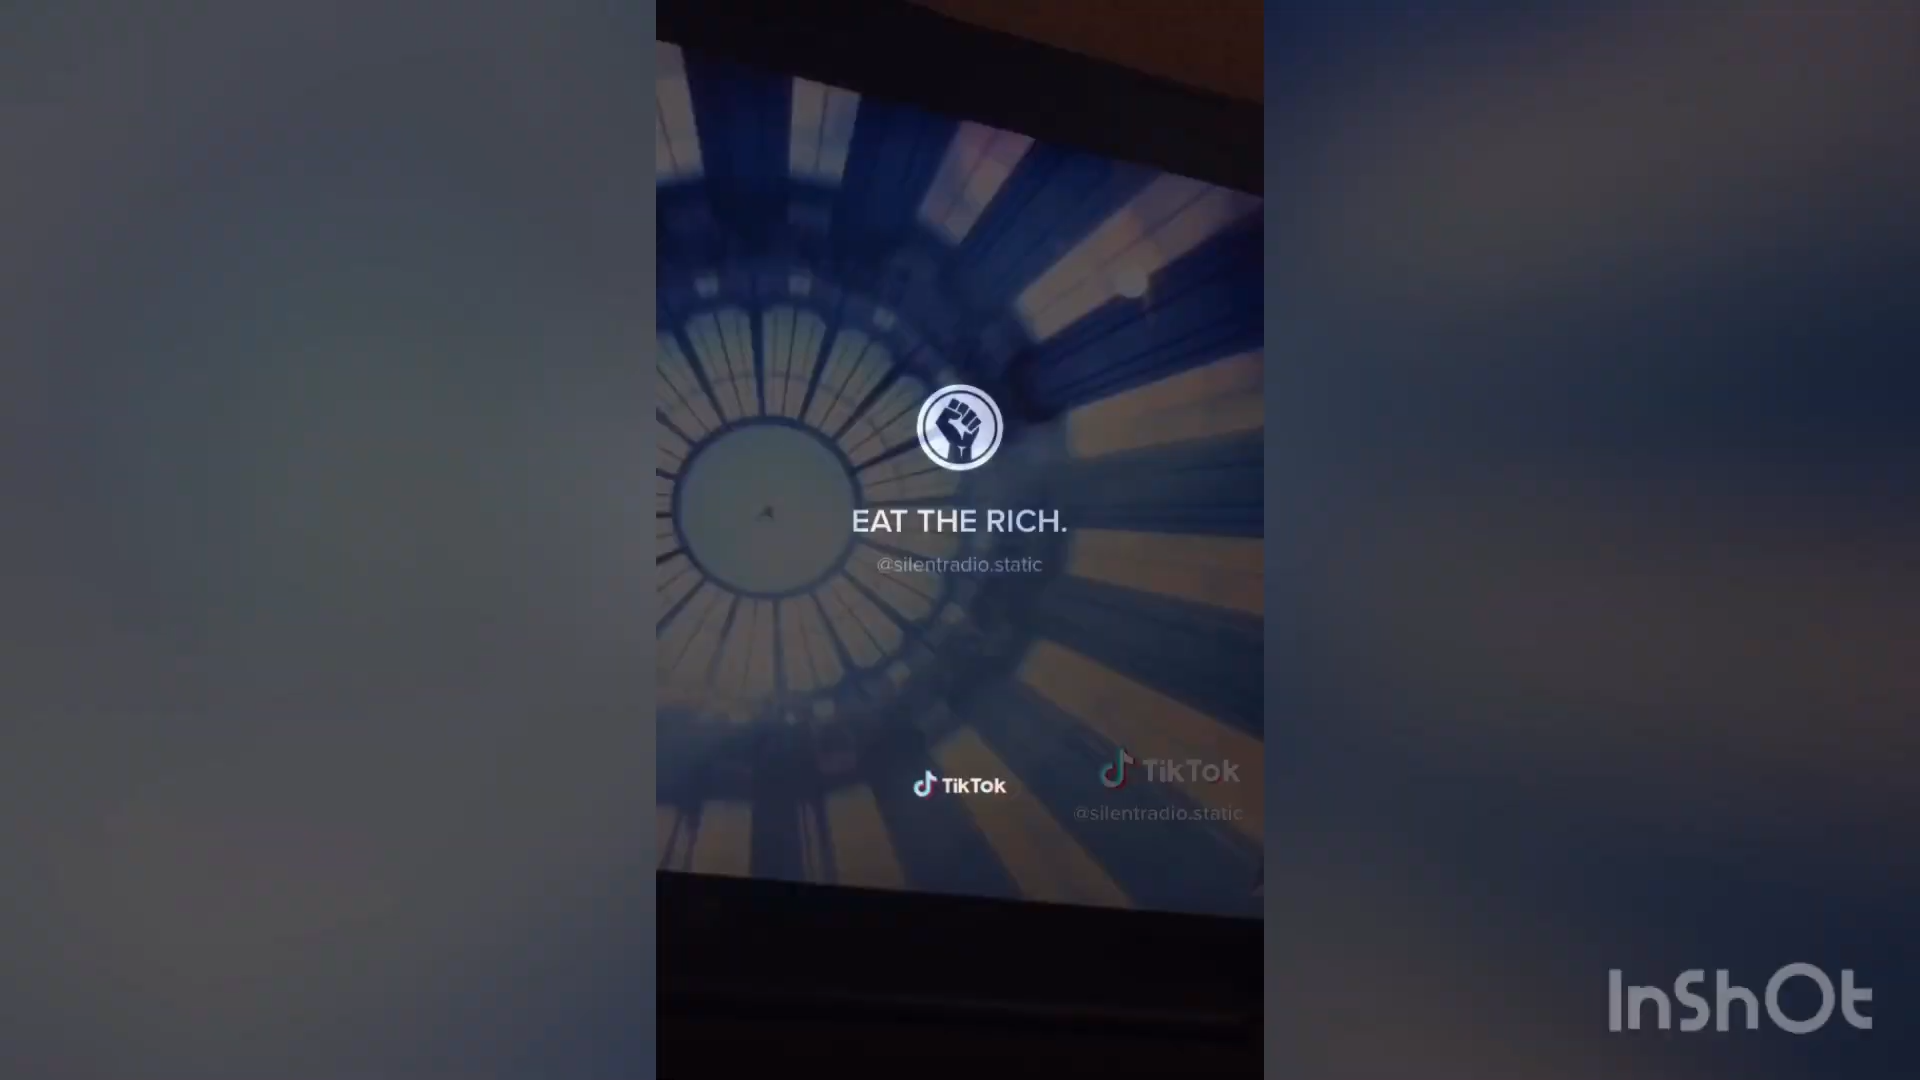 EAT THE RICH.
@silentradio.static
TikTok
TikTok
@silentradio.static
InShOt